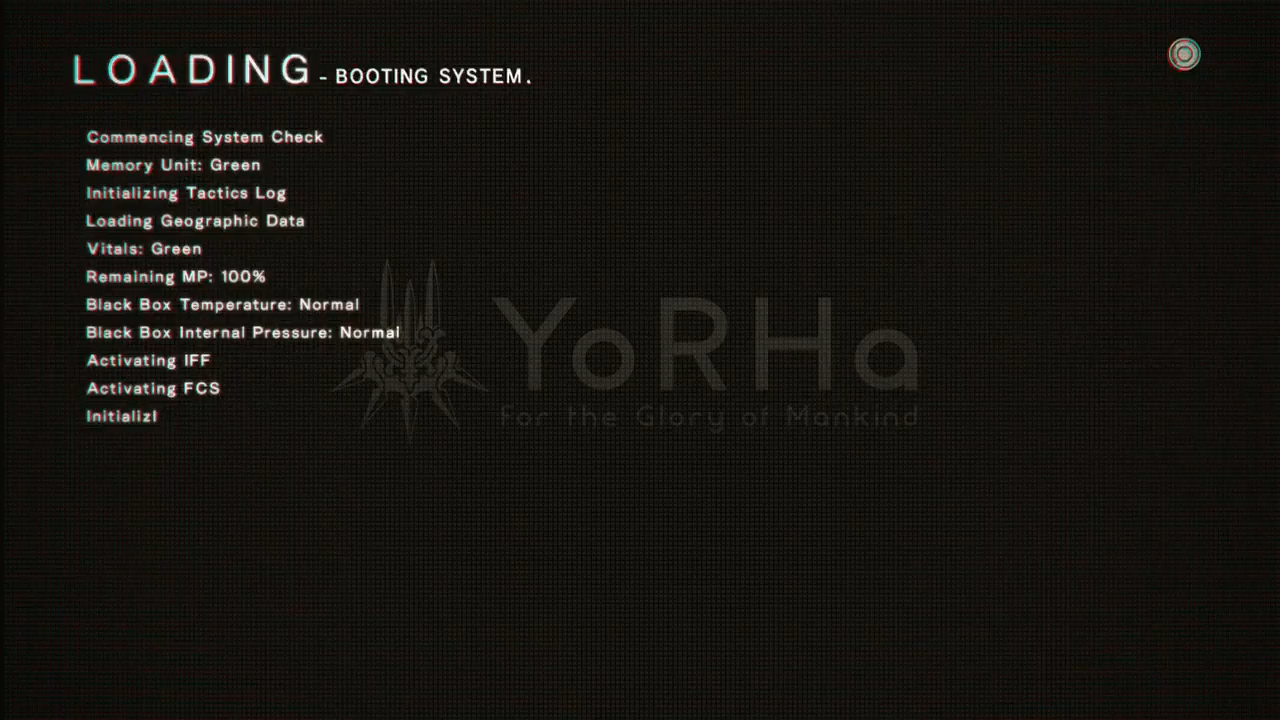 LOADING - BOOTING SYSTEM.
Commencing System Check
Memory Unit: Green
Initializing Tactics Log
Loading Geographic Data
Vitals: Green
Remaining MP: 100%
Black Box Temperature: Normal
Black Box Internal Pressure: Normal
Activating IFF
Activating FCS
Initializl
YoRHa
For the Glory of Mankind